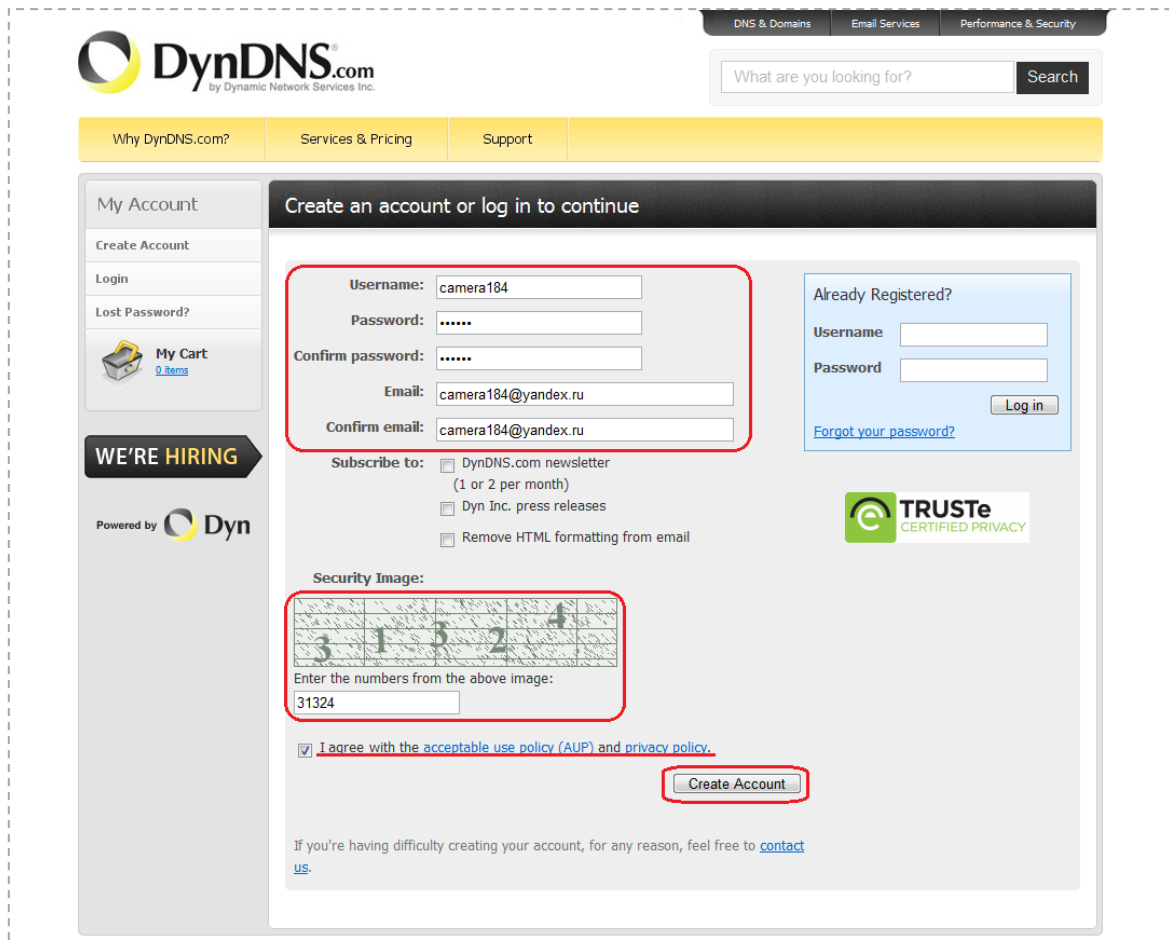 DNS & Domains Email Services Performance & Security
DynDNS.com
by Dynamic Network Services Inc.
What are you looking for? Search
Why DynDNS.com? Services & Pricing Support
My Account
Create Account
Login
Lost Password?
My Cart
0 items
WE'RE HIRING
Powered by Dyn
Create an account or log in to continue
Username: camera184
Password: ••••••
Confirm password: ••••••
Email: camera184@yandex.ru
Confirm email: camera184@yandex.ru
Subscribe to: DynDNS.com newsletter
(1 or 2 per month)
Dyn Inc. press releases
Remove HTML formatting from email
Security Image:
3 1 3 2 4
Enter the numbers from the above image:
31324
I agree with the acceptable use policy (AUP) and privacy policy.
Create Account
If you're having difficulty creating your account, for any reason, feel free to contact
us.
Already Registered?
Username
Password
Log in
Forgot your password?
TRUSTe
CERTIFIED PRIVACY